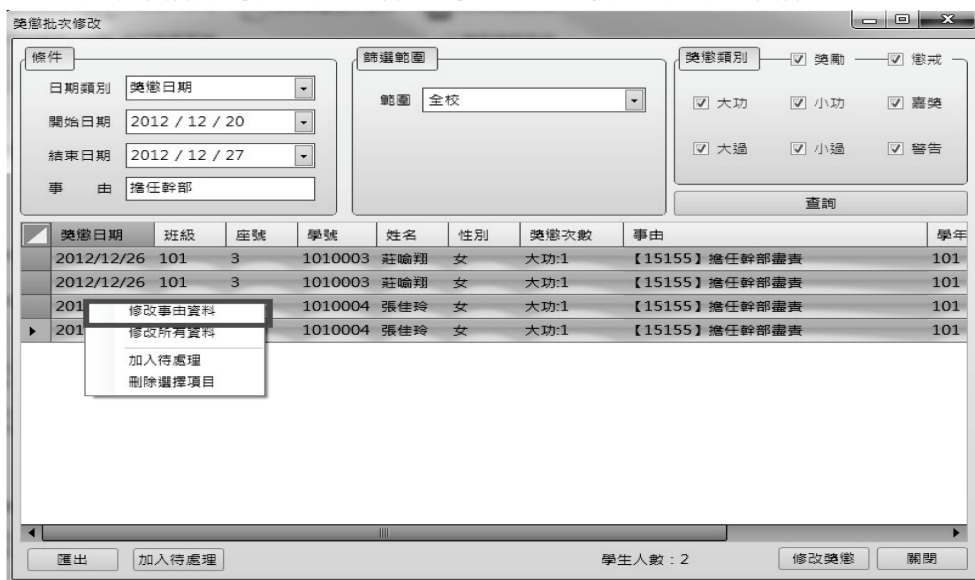 獎懲批次修改
條件
日期類別 獎懲日期
開始日期 2012 / 12 / 20
結束日期 2012 / 12 / 27
事 由 擔任幹部
篩選範圍
範圍 全校
獎懲類別 獎勵 懲戒
大功 小功 嘉獎
大過 小過 警告
查詢
獎懲日期 班級 座號 學號 姓名 性別 獎懲次數 事由 學年
2012/12/26 101 3 1010003 莊喻翔 女 大功:1 【15155】擔任幹部盡責 101
2012/12/26 101 3 1010003 莊喻翔 女 大功:1 【15155】擔任幹部盡責 101
201 1010004 張佳玲 女 大功:1 【15155】擔任幹部盡責 101
201 1010004 張佳玲 女 大功:1 【15155】擔任幹部盡責 101
修改事由資料
修改所有資料
加入待處理
刪除選擇項目
匯出 加入待處理 學生人數：2 修改獎懲 關閉